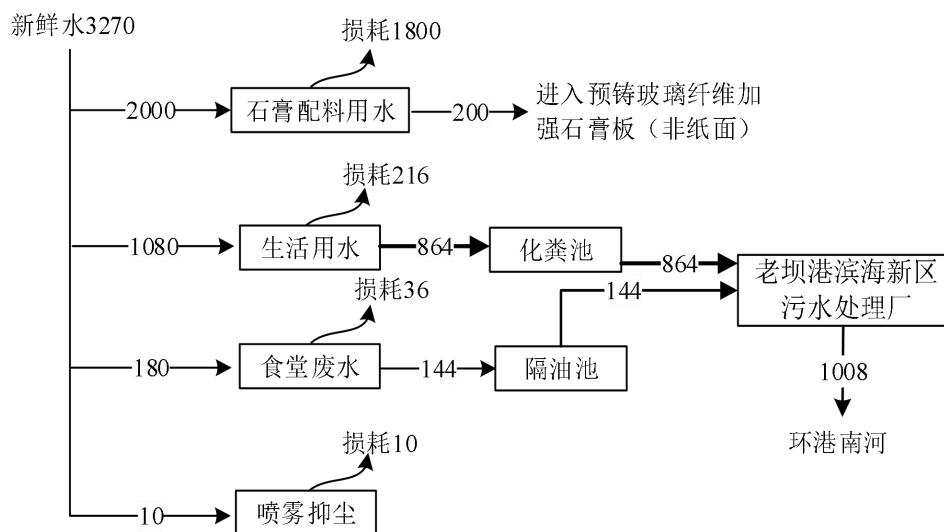 新鲜水3270
损耗1800
2000
石膏配料用水
200
进入预铸玻璃纤维加
强石膏板（非纸面）
损耗216
1080
生活用水
864
化粪池
864
老坝港滨海新区
污水处理厂
损耗36
144
180
食堂废水
144
隔油池
1008
环港南河
损耗10
10
喷雾抑尘